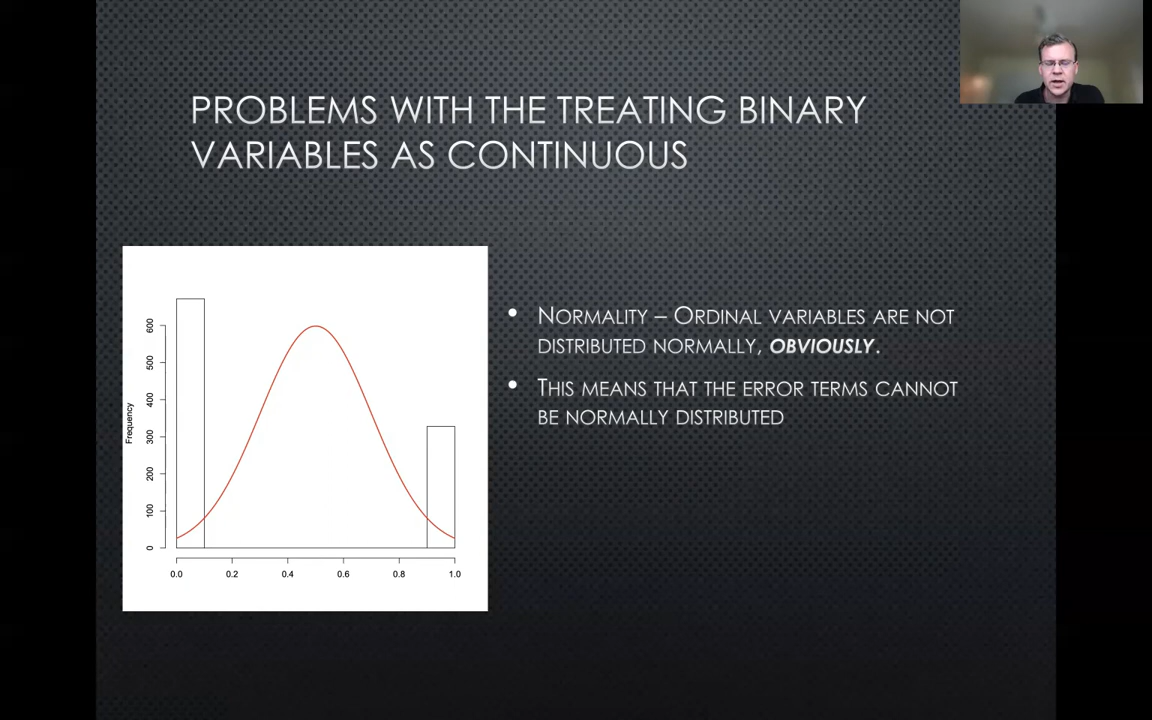 PROBLEMS WITH THE TREATING BINARY
VARIABLES AS CONTINUOUS
Frequency
600
500
400
300
200
100
0
0.0 0.2 0.4 0.6 0.8 1.0
• NORMALITY – ORDINAL VARIABLES ARE NOT
DISTRIBUTED NORMALLY, OBVIOUSLY.
• THIS MEANS THAT THE ERROR TERMS CANNOT
BE NORMALLY DISTRIBUTED